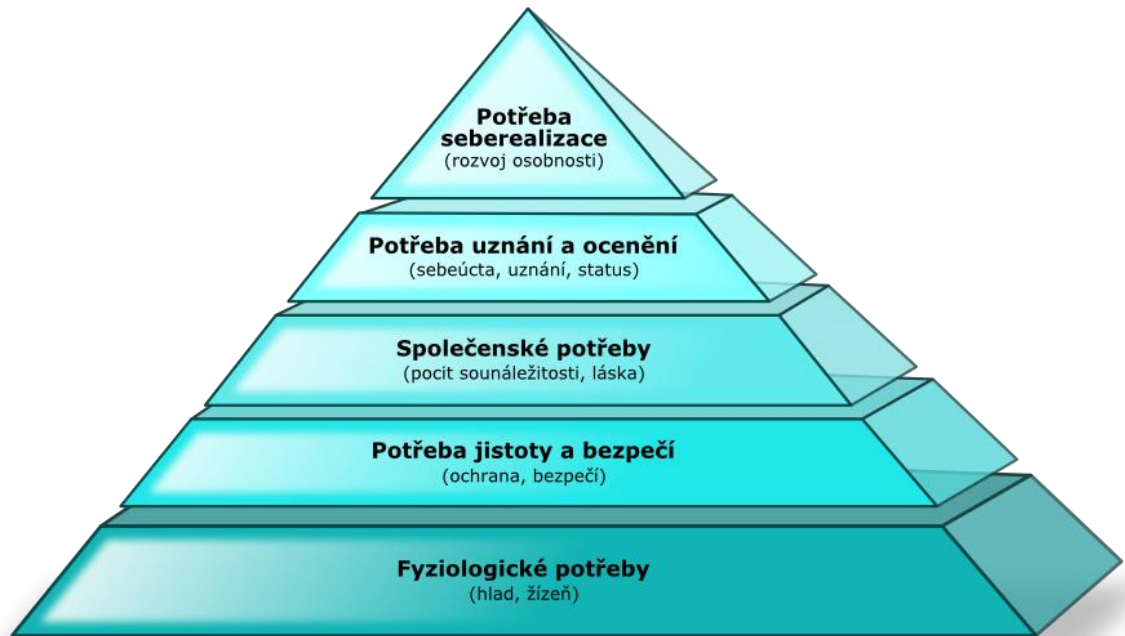 Potřeba
seberealizace
(rozvoj osobnosti)
Potřeba uznání a ocenění
(sebeúcta, uznání, status)
Společenské potřeby
(pocit sounáležitosti, láska)
Potřeba jistoty a bezpečí
(ochrana, bezpečí)
Fyziologické potřeby
(hlad, žízeň)